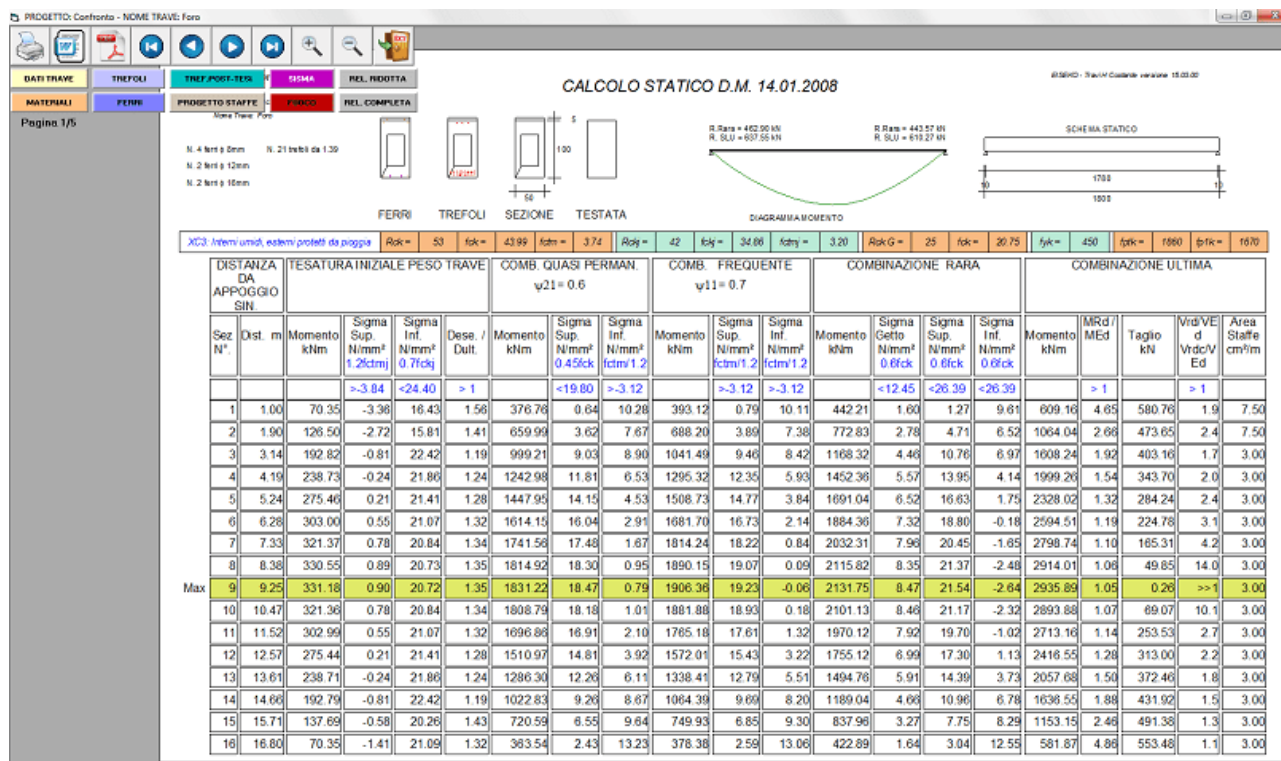 PROGETTO: Confronto - NOME TRAVE: Foro
DATI TRAVE TREFOLI TREF.POST-TESI SISMA REL. RIDOTTA
MATERIALI FERRI PROGETTO STAFFE FUOCO REL. COMPLETA
Pagina 1/5
CALCOLO STATICO D.M. 14.01.2008
Nome Trave: Foro
N. 4 ferri φ 8mm N. 21 trefoli da 1.39
N. 2 ferri φ 12mm
N. 2 ferri φ 16mm
5
100
50
FERRI TREFOLI SEZIONE TESTATA
R.Rara = 462.90 kN R.Rara = 443.57 kN
R. SLU = 637.55 kN R. SLU = 610.27 kN
DIAGRAMMA MOMENTO
SCHEMA STATICO
1780
10 10
1800
XC3: Interni umidi, esterni protetti da pioggia Rck = 53 fck = 43.99 fctm = 3.74 Rckj = 42 fckj = 34.86 fctmj = 3.20 Rck G = 25 fck = 20.75 fyk = 450 fptk = 1860 fp1k = 1670
DISTANZA DA APPOGGIO SIN. TESATURA INIZIALE PESO TRAVE COMB. QUASI PERMAN. ψ21= 0.6 COMB. FREQUENTE ψ11= 0.7 COMBINAZIONE RARA COMBINAZIONE ULTIMA
Sez N°. Dist. m Momento kNm Sigma Sup. N/mm² 1.2fctmj Sigma Inf. N/mm² 0.7fckj Dese. / Dult. Momento kNm Sigma Sup. N/mm² 0.45fck Sigma Inf. N/mm² fctm/1.2 Momento kNm Sigma Sup. N/mm² fctm/1.2 Sigma Inf. N/mm² fctm/1.2 Momento kNm Sigma Getto N/mm² 0.6fck Sigma Sup. N/mm² 0.6fck Sigma Inf. N/mm² 0.6fck Momento kNm MRd / MEd Taglio kN Vrd/VE d Vrdc/V Ed Area Staffe cm²/m
>-3.84 <24.40 > 1 <19.80 >-3.12 >-3.12 >-3.12 <12.45 <26.39 <26.39 > 1 > 1
1 1.00 70.35 -3.36 16.43 1.56 376.76 0.64 10.28 393.12 0.79 10.11 442.21 1.60 1.27 9.61 609.16 4.65 580.76 1.9 7.50
2 1.90 126.50 -2.72 15.81 1.41 659.99 3.62 7.67 688.20 3.89 7.38 772.83 2.78 4.71 6.52 1064.04 2.66 473.65 2.4 7.50
3 3.14 192.82 -0.81 22.42 1.19 999.21 9.03 8.90 1041.49 9.46 8.42 1168.32 4.46 10.76 6.97 1608.24 1.92 403.16 1.7 3.00
4 4.19 238.73 -0.24 21.86 1.24 1242.98 11.81 6.53 1295.32 12.35 5.93 1452.36 5.57 13.95 4.14 1999.26 1.54 343.70 2.0 3.00
5 5.24 275.46 0.21 21.41 1.28 1447.95 14.15 4.53 1508.73 14.77 3.84 1691.04 6.52 16.63 1.75 2328.02 1.32 284.24 2.4 3.00
6 6.28 303.00 0.55 21.07 1.32 1614.15 16.04 2.91 1681.70 16.73 2.14 1884.36 7.32 18.80 -0.18 2594.51 1.19 224.78 3.1 3.00
7 7.33 321.37 0.78 20.84 1.34 1741.56 17.48 1.67 1814.24 18.22 0.84 2032.31 7.96 20.45 -1.65 2798.74 1.10 165.31 4.2 3.00
8 8.38 330.55 0.89 20.73 1.35 1814.92 18.30 0.95 1890.15 19.07 0.09 2115.82 8.35 21.37 -2.48 2914.01 1.06 49.85 14.0 3.00
Max 9 9.25 331.18 0.90 20.72 1.35 1831.22 18.47 0.79 1906.36 19.23 -0.06 2131.75 8.47 21.54 -2.64 2935.89 1.05 0.26 >>1 3.00
10 10.47 321.36 0.78 20.84 1.34 1808.79 18.18 1.01 1881.88 18.93 0.18 2101.13 8.46 21.17 -2.32 2893.88 1.07 69.07 10.1 3.00
11 11.52 302.99 0.55 21.07 1.32 1696.86 16.91 2.10 1765.18 17.61 1.32 1970.12 7.92 19.70 -1.02 2713.16 1.14 253.53 2.7 3.00
12 12.57 275.44 0.21 21.41 1.28 1510.97 14.81 3.92 1572.01 15.43 3.22 1755.12 6.99 17.30 1.13 2416.55 1.28 313.00 2.2 3.00
13 13.61 238.71 -0.24 21.86 1.24 1286.30 12.26 6.11 1338.41 12.79 5.51 1494.76 5.91 14.39 3.73 2057.68 1.50 372.46 1.8 3.00
14 14.66 192.79 -0.81 22.42 1.19 1022.83 9.26 8.67 1064.39 9.69 8.20 1189.04 4.66 10.96 6.78 1636.55 1.88 431.92 1.5 3.00
15 15.71 137.69 -0.58 20.26 1.43 720.59 6.55 9.64 749.93 6.85 9.30 837.96 3.27 7.75 8.29 1153.15 2.46 491.38 1.3 3.00
16 16.80 70.35 -1.41 21.09 1.32 363.54 2.43 13.23 378.38 2.59 13.06 422.89 1.64 3.04 12.55 581.87 4.86 553.48 1.1 3.00